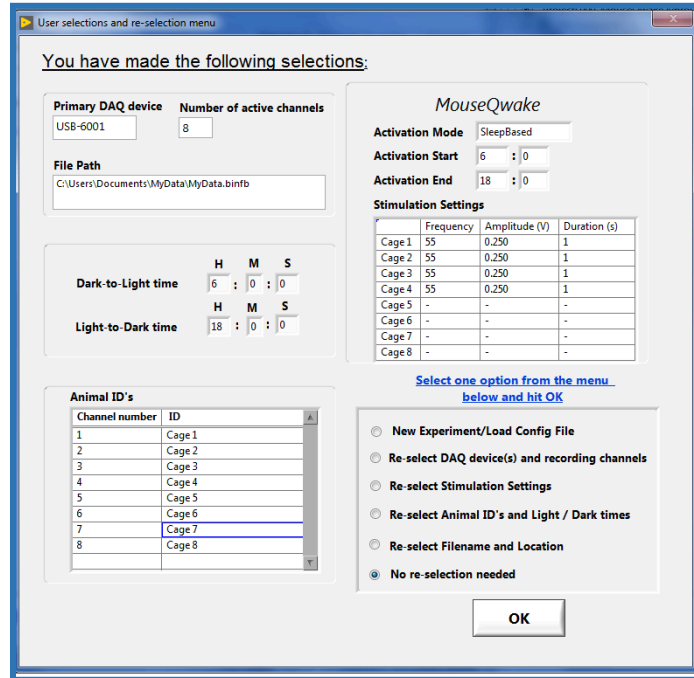 User selections and re-selection menu
You have made the following selections:
Primary DAQ device
Number of active channels
USB-6001
8
File Path
C:\Users\Documents\MyData\MyData.binfb
H M S
Dark-to-Light time 6 : 0 : 0
H M S
Light-to-Dark time 18 : 0 : 0
Animal ID's
Channel number ID
1 Cage 1
2 Cage 2
3 Cage 3
4 Cage 4
5 Cage 5
6 Cage 6
7 Cage 7
8 Cage 8
MouseQwake
Activation Mode SleepBased
Activation Start 6 : 0
Activation End 18 : 0
Stimulation Settings
Frequency Amplitude (V) Duration (s)
Cage 1 55 0.250 1
Cage 2 55 0.250 1
Cage 3 55 0.250 1
Cage 4 55 0.250 1
Cage 5 - - -
Cage 6 - - -
Cage 7 - - -
Cage 8 - - -
Select one option from the menu
below and hit OK
New Experiment/Load Config File
Re-select DAQ device(s) and recording channels
Re-select Stimulation Settings
Re-select Animal ID's and Light / Dark times
Re-select Filename and Location
No re-selection needed
OK